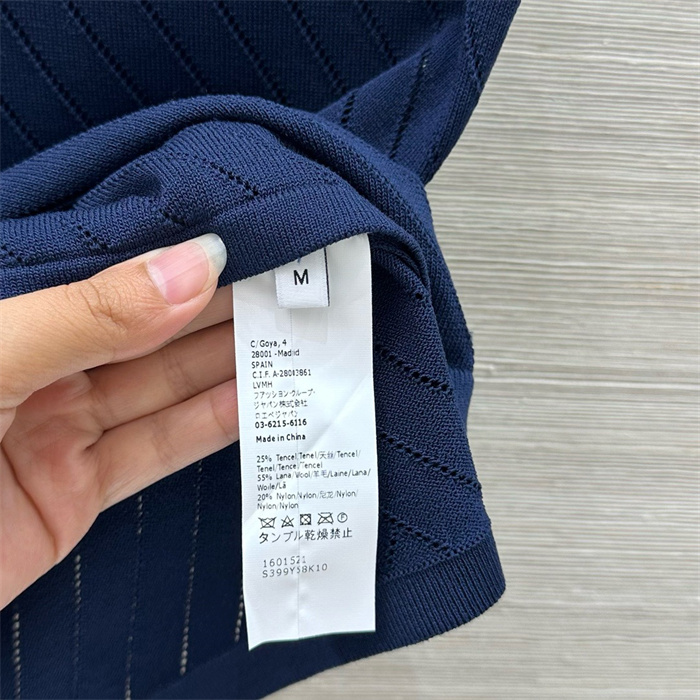 M
C/Goya, 4
28001 -Madrid
SPAIN
C.I.F. A-28003861
LVMH
ファッション・グループ・
ジャパン株式会社
ロエベジャパン
03-6215-6116
Made in China
25% Tencel/Tencel/天丝/Tencel/
Tencel/Tencel/Tencel
55% Lana/Wool/羊毛/Laine/Lana/
Wolle/Lã
20% Nylon/Nylon/尼龙/Nylon/
Nylon/Nylon
タンブル乾燥禁止
1601521
S399Y58K10